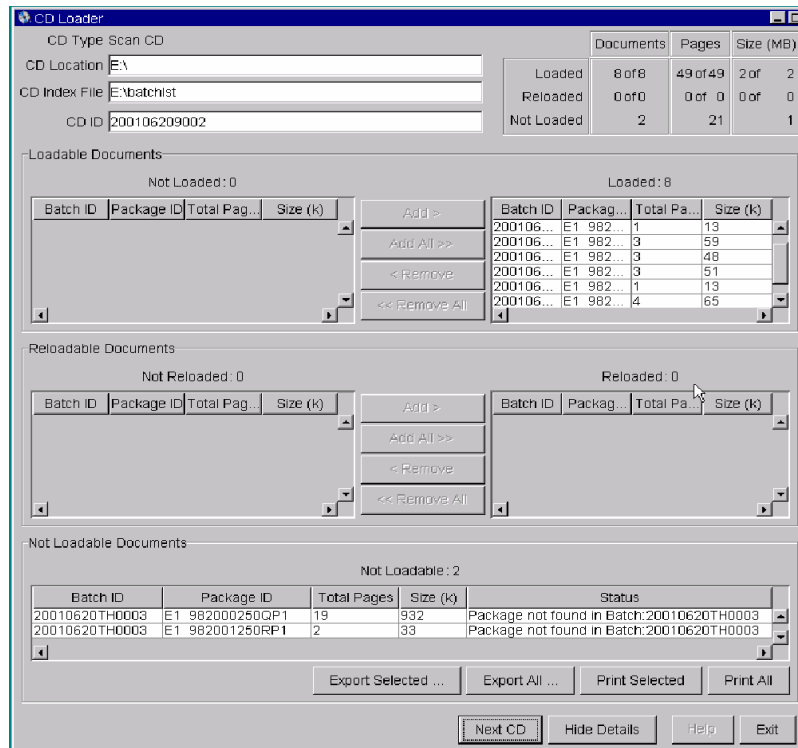 CD Loader
CD Type Scan CD
CD Location E:\
CD Index File E:\batchlist
CD ID 200106209002
Documents Pages Size (MB)
Loaded 8 of 8 49 of 49 2 of 2
Reloaded 0 of 0 0 of 0 0 of 0
Not Loaded 2 21 1
Loadable Documents
Not Loaded: 0
Batch ID Package ID Total Pag... Size (k)
Add >
Add All >>
< Remove
<< Remove All
Loaded: 8
Batch ID Packag... Total Pa... Size (k)
200106... E1 982... 1 13
200106... E1 982... 3 59
200106... E1 982... 3 48
200106... E1 982... 3 51
200106... E1 982... 1 13
200106... E1 982... 4 65
Reloadable Documents
Not Reloaded: 0
Batch ID Package ID Total Pag... Size (k)
Add >
Add All >>
< Remove
<< Remove All
Reloaded: 0
Batch ID Packag... Total Pa... Size (k)
Not Loadable Documents
Not Loadable: 2
Batch ID Package ID Total Pages Size (k) Status
20010620TH0003 E1 982000250QP1 19 932 Package not found in Batch:20010620TH0003
20010620TH0003 E1 982001250RP1 2 33 Package not found in Batch:20010620TH0003
Export Selected ... Export All ... Print Selected Print All
Next CD Hide Details Help Exit